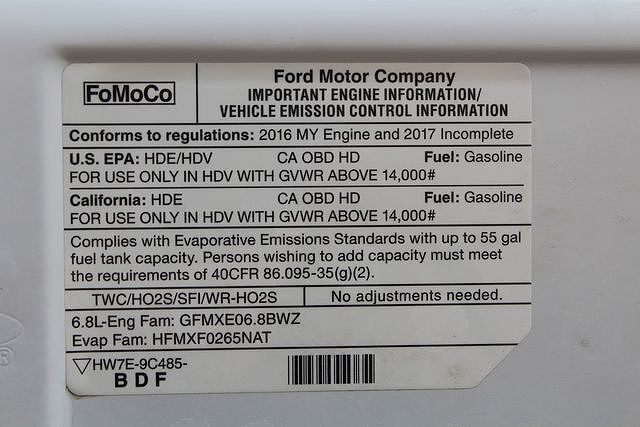 FoMoCo
Ford Motor Company
IMPORTANT ENGINE INFORMATION/
VEHICLE EMISSION CONTROL INFORMATION
Conforms to regulations: 2016 MY Engine and 2017 Incomplete
U.S. EPA: HDE/HDV CA OBD HD Fuel: Gasoline
FOR USE ONLY IN HDV WITH GVWR ABOVE 14,000#
California: HDE CA OBD HD Fuel: Gasoline
FOR USE ONLY IN HDV WITH GVWR ABOVE 14,000#
Complies with Evaporative Emissions Standards with up to 55 gal
fuel tank capacity. Persons wishing to add capacity must meet
the requirements of 40CFR 86.095-35(g)(2).
TWC/HO2S/SFI/WR-HO2S No adjustments needed.
6.8L-Eng Fam: GFMXE06.8BWZ
Evap Fam: HFMXF0265NAT
▽HW7E-9C485-
BDF
®